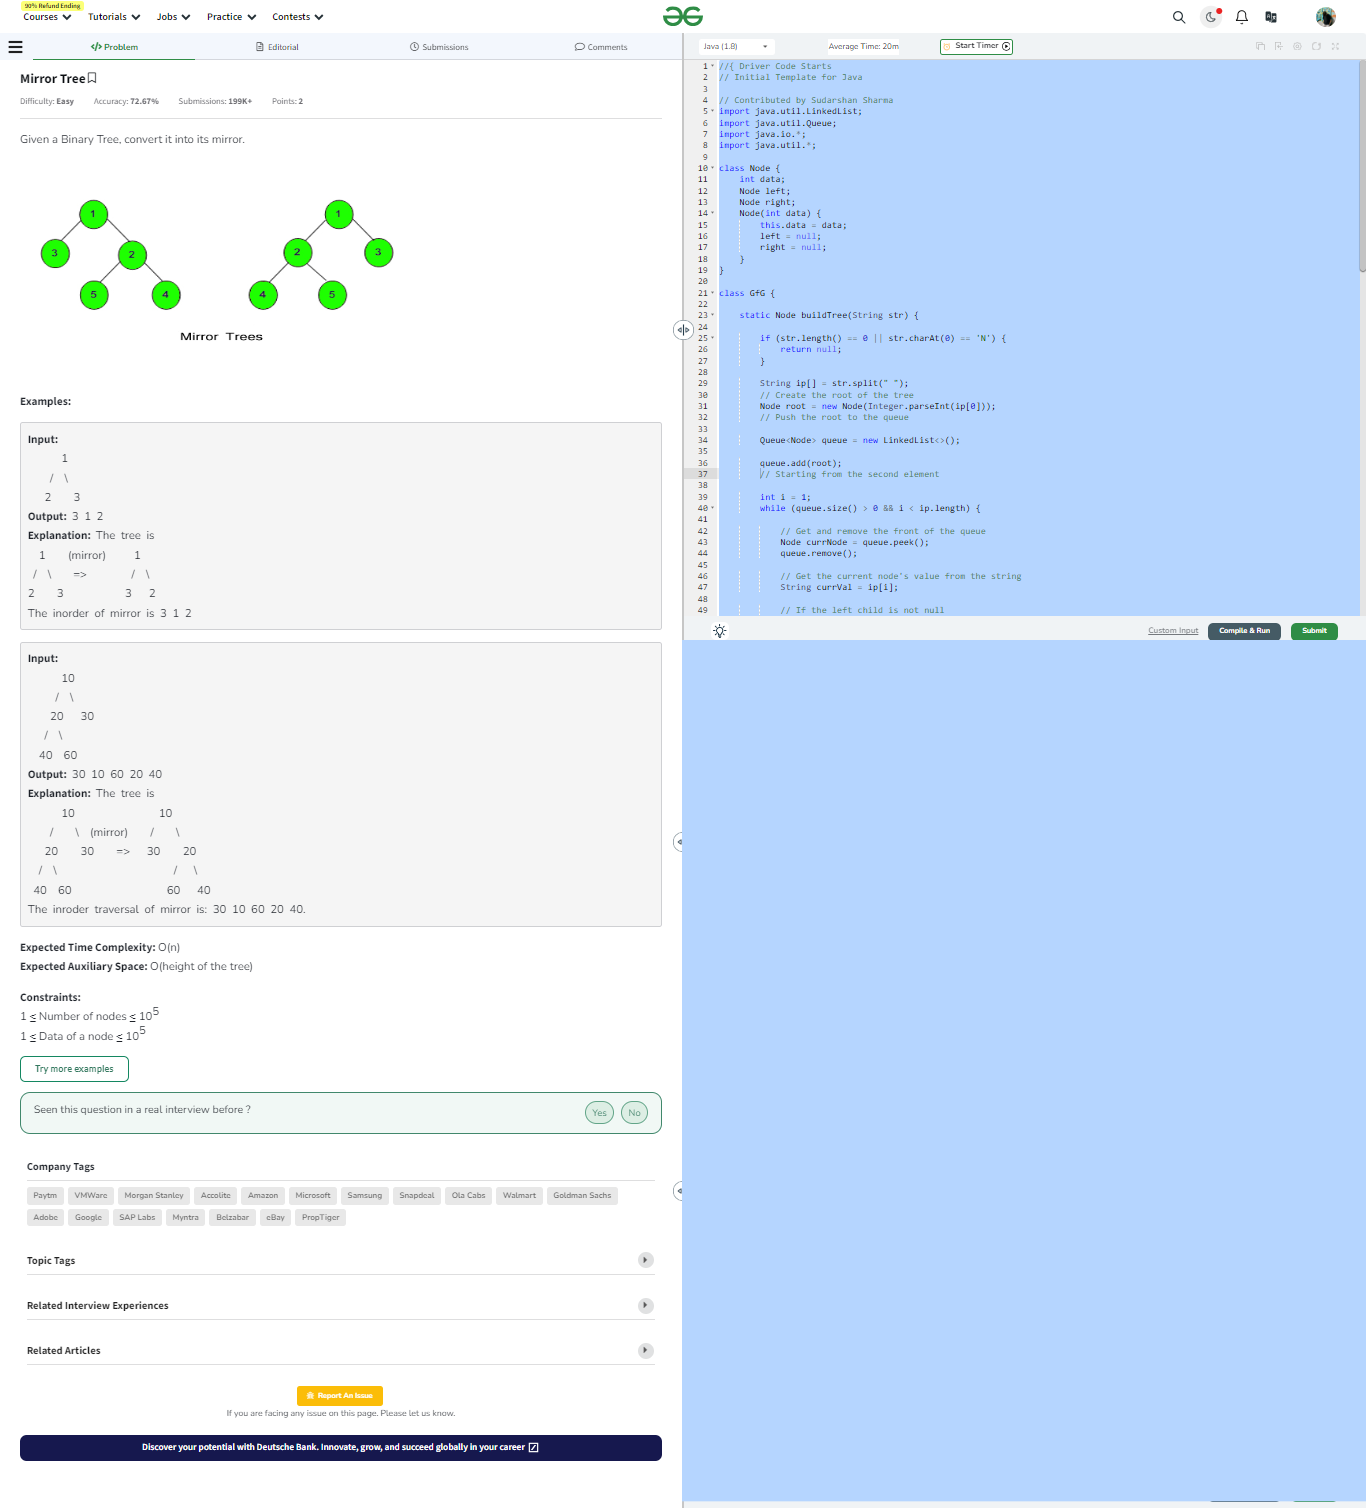 90% Refund Ending
Courses Tutorials Jobs Practice Contests
</> Problem Editorial Submissions Comments
Mirror Tree
Difficulty: Easy Accuracy: 72.67% Submissions: 199K+ Points: 2
Given a Binary Tree, convert it into its mirror.
1 1
3 2 2 3
5 4 4 5
Mirror Trees
Examples:
Input:
1
/ \
2 3
Output: 3 1 2
Explanation: The tree is
1 (mirror) 1
/ \ => / \
2 3 3 2
The inorder of mirror is 3 1 2
Input:
10
/ \
20 30
/ \
40 60
Output: 30 10 60 20 40
Explanation: The tree is
10 10
/ \ (mirror) / \
20 30 => 30 20
/ \ / \
40 60 60 40
The inroder traversal of mirror is: 30 10 60 20 40.
Expected Time Complexity: O(n)
Expected Auxiliary Space: O(height of the tree)
Constraints:
1 ≤ Number of nodes ≤ 10^5
1 ≤ Data of a node ≤ 10^5
Try more examples
Seen this question in a real interview before ? Yes No
Company Tags
Paytm VMWare Morgan Stanley Accolite Amazon Microsoft Samsung Snapdeal Ola Cabs Walmart Goldman Sachs
Adobe Google SAP Labs Myntra Belzabar eBay PropTiger
Topic Tags
Related Interview Experiences
Related Articles
Report An Issue
If you are facing any issue on this page. Please let us know.
Discover your potential with Deutsche Bank. Innovate, grow, and succeed globally in your career
Java (1.8) Average Time: 20m Start Timer
1 //{ Driver Code Starts
2 // Initial Template for Java
3
4 // Contributed by Sudarshan Sharma
5 import java.util.LinkedList;
6 import java.util.Queue;
7 import java.io.*;
8 import java.util.*;
9
10 class Node {
11 int data;
12 Node left;
13 Node right;
14 Node(int data) {
15 this.data = data;
16 left = null;
17 right = null;
18 }
19 }
20
21 class GfG {
22
23 static Node buildTree(String str) {
24
25 if (str.length() == 0 || str.charAt(0) == 'N') {
26 return null;
27 }
28
29 String ip[] = str.split(" ");
30 // Create the root of the tree
31 Node root = new Node(Integer.parseInt(ip[0]));
32 // Push the root to the queue
33
34 Queue<Node> queue = new LinkedList<>();
35
36 queue.add(root);
37 // Starting from the second element
38
39 int i = 1;
40 while (queue.size() > 0 && i < ip.length) {
41
42 // Get and remove the front of the queue
43 Node currNode = queue.peek();
44 queue.remove();
45
46 // Get the current node's value from the string
47 String currVal = ip[i];
48
49 // If the left child is not null
Custom Input Compile & Run Submit